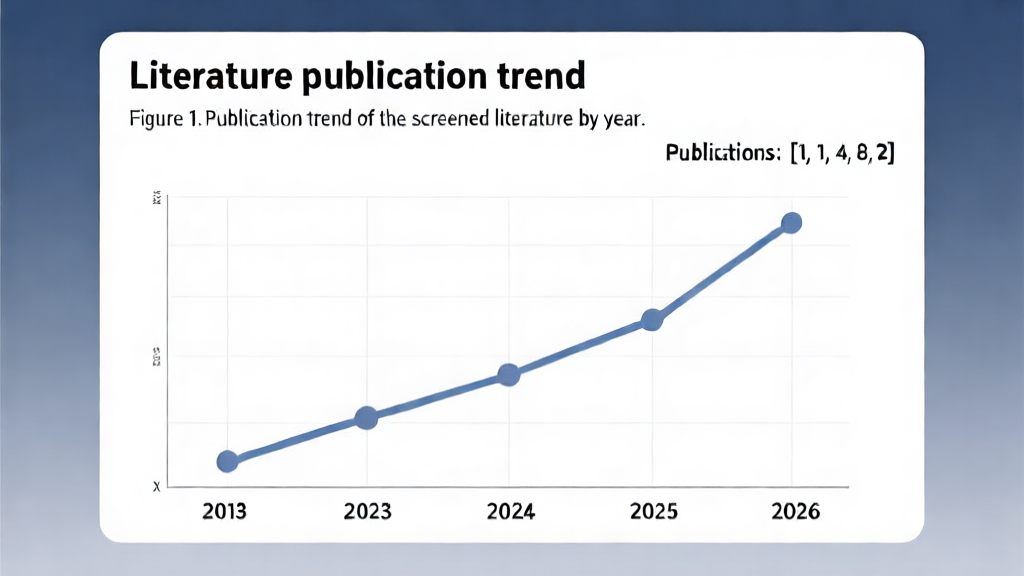 Literature publication trend
Figure 1. Publication trend of the screened literature by year.
Publications: [1, 1, 4, 8, 2]
X
2013 2023 2024 2025 2026